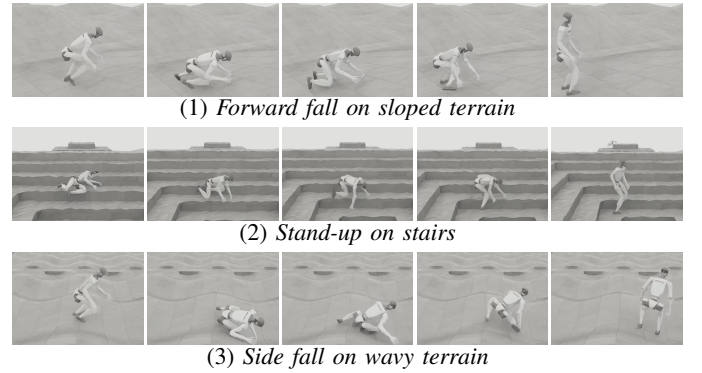 (1) Forward fall on sloped terrain
(2) Stand-up on stairs
(3) Side fall on wavy terrain